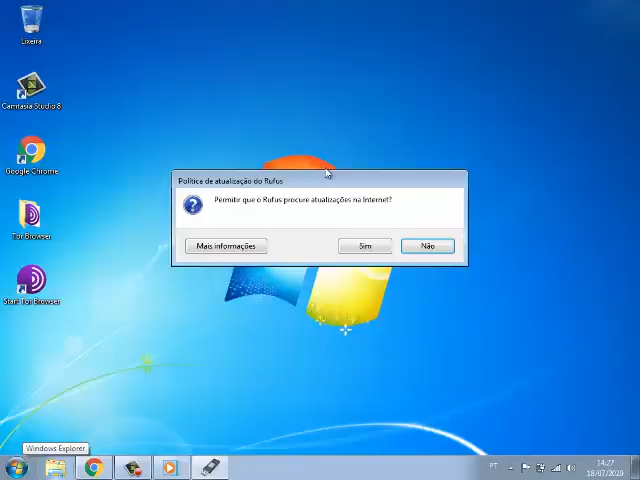 Lixeira
Camtasia Studio 8
Google Chrome
Tor Browser
Start Tor Browser
Política de atualização do Rufus
Permitir que o Rufus procure atualizações na Internet?
Mais informações
Sim
Não
Windows Explorer
PT
14:27
18/07/2020